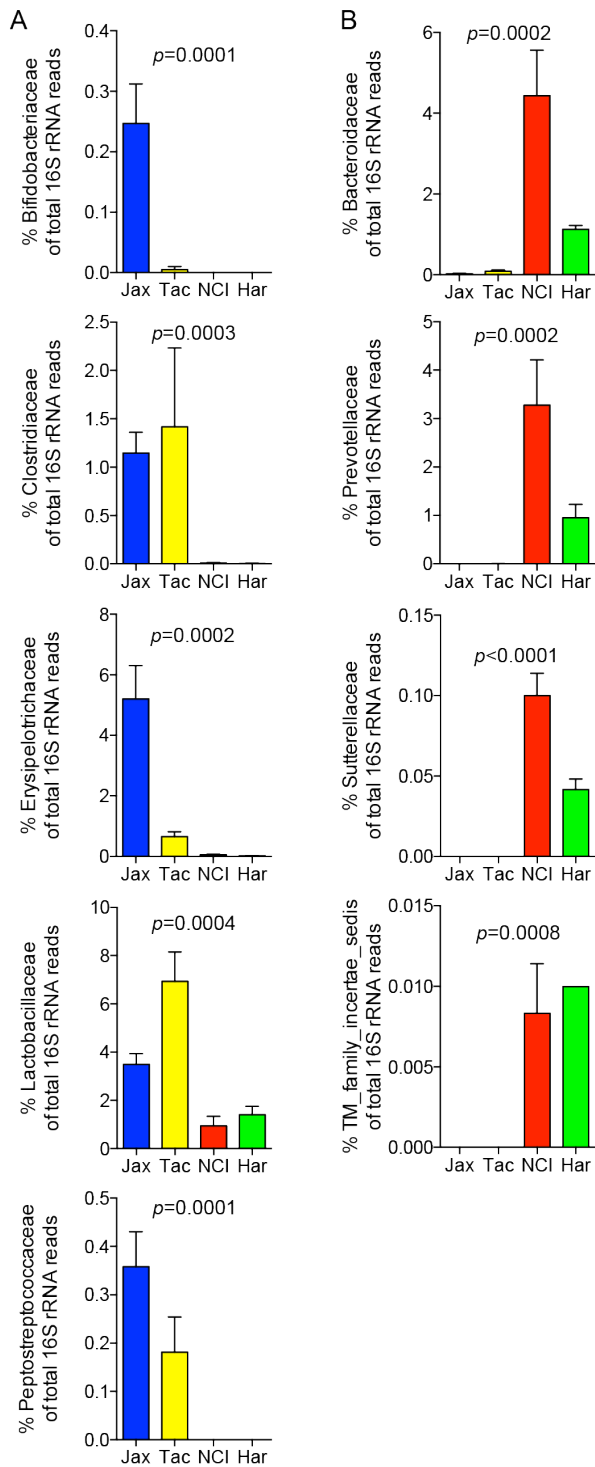 A
% Bifidobacteriaceae
of total 16S rRNA reads
0.4
0.3
0.2
0.1
0.0
p=0.0001
Jax Tac NCI Har
% Clostridiaceae
of total 16S rRNA reads
2.5
2.0
1.5
1.0
0.5
0.0
p=0.0003
Jax Tac NCI Har
% Erysipelotrichaceae
of total 16S rRNA reads
8
6
4
2
0
p=0.0002
Jax Tac NCI Har
% Lactobacillaceae
of total 16S rRNA reads
10
8
6
4
2
0
p=0.0004
Jax Tac NCI Har
% Peptostreptococcaceae
of total 16S rRNA reads
0.5
0.4
0.3
0.2
0.1
0.0
p=0.0001
Jax Tac NCI Har
B
% Bacteroidaceae
of total 16S rRNA reads
6
4
2
0
p=0.0002
Jax Tac NCI Har
% Prevotellaceae
of total 16S rRNA reads
5
4
3
2
1
0
p=0.0002
Jax Tac NCI Har
% Sutterellaceae
of total 16S rRNA reads
0.15
0.10
0.05
0.00
p<0.0001
Jax Tac NCI Har
% TM_family_incertae_sedis
of total 16S rRNA reads
0.015
0.010
0.005
0.000
p=0.0008
Jax Tac NCI Har